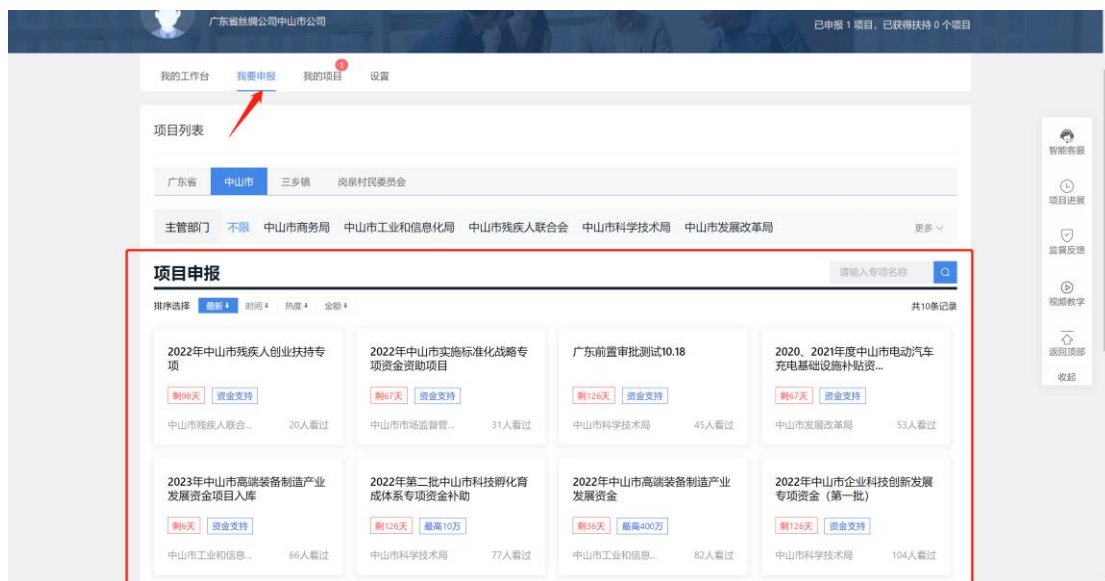 广东省丝绸公司中山市公司
已申报 1 项目，已获得扶持 0 个项目
我的工作台 我要申报 我的项目 1 设置
项目列表
广东省 中山市 三乡镇 岗泉村民委员会
主管部门 不限 中山市商务局 中山市工业和信息化局 中山市残疾人联合会 中山市科学技术局 中山市发展改革局 更多
项目申报
请输入专项名称
排序选择 最新 时间 热度 金额
共10条记录
2022年中山市残疾人创业扶持专
项
剩98天 资金支持
中山市残疾人联合... 20人看过
2022年中山市实施标准化战略专
项资金资助项目
剩67天 资金支持
中山市市场监督管... 31人看过
广东前置审批测试10.18
剩126天 资金支持
中山市科学技术局 45人看过
2020、2021年度中山市电动汽车
充电基础设施补贴资...
剩67天 资金支持
中山市发展改革局 53人看过
2023年中山市高端装备制造产业
发展资金项目入库
剩6天 资金支持
中山市工业和信息... 66人看过
2022年第二批中山市科技孵化育
成体系专项资金补助
剩126天 最高10万
中山市科学技术局 77人看过
2022年中山市高端装备制造产业
发展资金
剩36天 最高400万
中山市工业和信息... 82人看过
2022年中山市企业科技创新发展
专项资金（第一批）
剩126天 资金支持
中山市科学技术局 104人看过
智能客服
项目进展
监督反馈
视频教学
返回顶部
收起